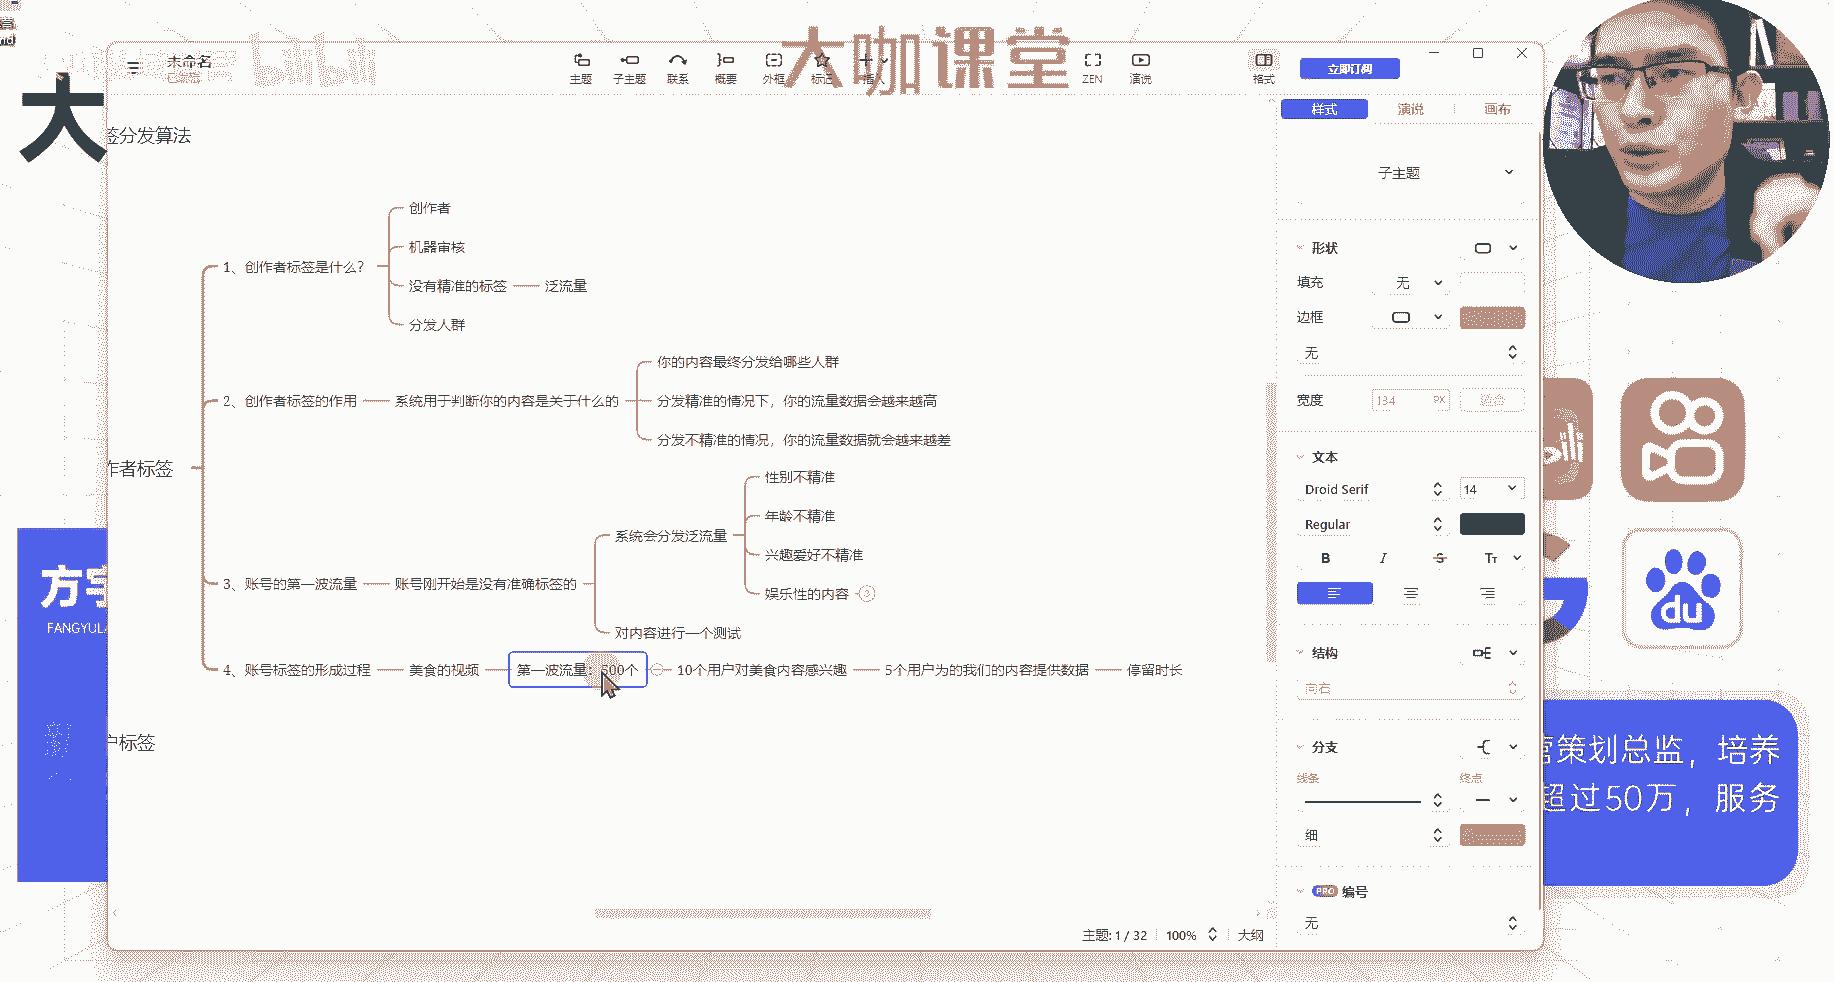 大咖课堂
bilibili
未命名
主题
子主题
联系
概要
外框
标记
插入
ZEN
演说
格式
立即订阅
大
签分发算法
样式
演说
画布
子主题
创作者
机器审核
1、创作者标签是什么?
没有精准的标签
泛流量
分发人群
形状
填充
无
边框
无
你的内容最终分发给哪些人群
2、创作者标签的作用
系统用于判断你的内容是关于什么的
分发精准的情况下，你的流量数据会越来越高
分发不精准的情况，你的流量数据就会越来越差
宽度
134
PX
适合
作者标签
文本
Droid Serif
14
Regular
B
I
S
TT
性别不精准
年龄不精准
系统会分发泛流量
兴趣爱好不精准
娱乐性的内容
3、账号的第一波流量
账号刚开始是没有准确标签的
对内容进行一个测试
4、账号标签的形成过程
美食的视频
第一波流量：500个
10个用户对美食内容感兴趣
5个用户为的我们的内容提供数据
停留时长
方宇
FANGYULA
du
结构
向右
户标签
分支
线条
终点
细
PRO 编号
无
营策划总监，培养
超过50万，服务
主题: 1 / 32
100%
大纲